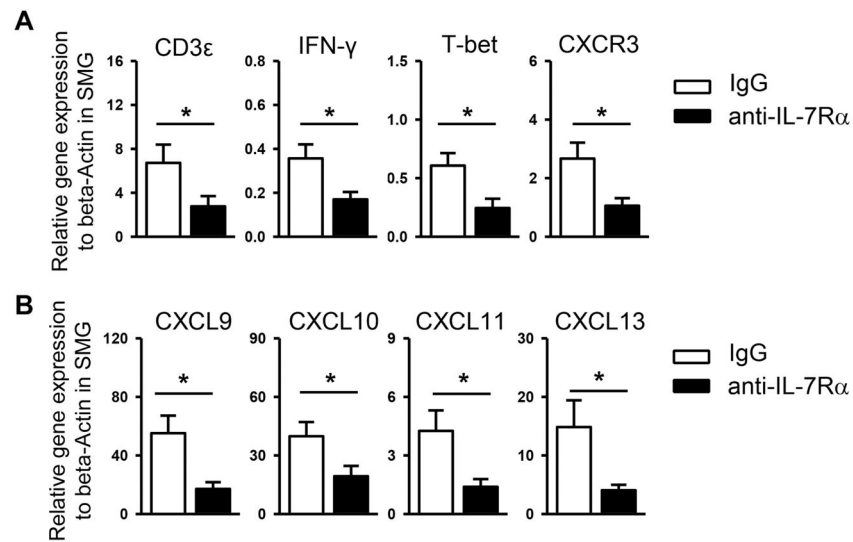 A
CD3ε IFN-γ T-bet CXCR3
Relative gene expression
to beta-Actin in SMG
16 0.8 1.5 6
* * * *
12 0.6 1.0 4
8 0.4 0.5 2
4 0.2
0 0.0 0.0 0
IgG
anti-IL-7Rα
B
CXCL9 CXCL10 CXCL11 CXCL13
Relative gene expression
to beta-Actin in SMG
120 90 9 30
* * * *
80 60 6 20
40 30 3 10
0 0 0 0
IgG
anti-IL-7Rα